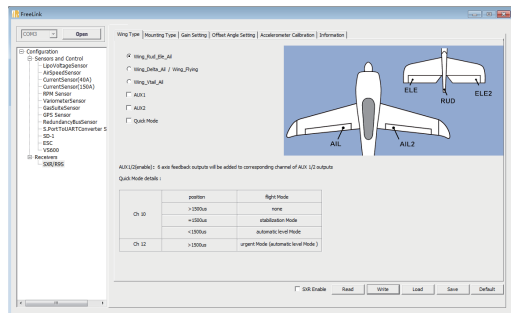 FreeLink
COM3
Open
Configuration
Sensors and Control
LipoVoltageSensor
AirSpeedSensor
CurrentSensor(40A)
CurrentSensor(150A)
RPM Sensor
VariometerSensor
GasSuiteSensor
GPS Sensor
RedundancyBusSensor
S.PortToUARTConverter S
SD-1
ESC
VS600
Receivers
SXR/RBS
Wing Type
Mounting Type
Gain Setting
Offset Angle Setting
Accelerometer Calibration
Information
Wing_Rud_Ele_Ail
Wing_Delta_Ail / Wing_Flying
Wing_Vtail_Ail
AUX1
AUX2
Quick Mode
ELE
RUD
ELE2
AIL
AIL2
AUX1/2(enable): 6 axis feedback outputs will be added to corresponding channel of AUX 1/2 outputs
Quick Mode details :
position
flight Mode
Ch 10
>1500us
none
=1500us
stabilization Mode
<1500us
automatic level Mode
Ch 12
>1500us
urgent Mode (automatic level Mode )
SXR Enable
Read
Write
Load
Save
Default